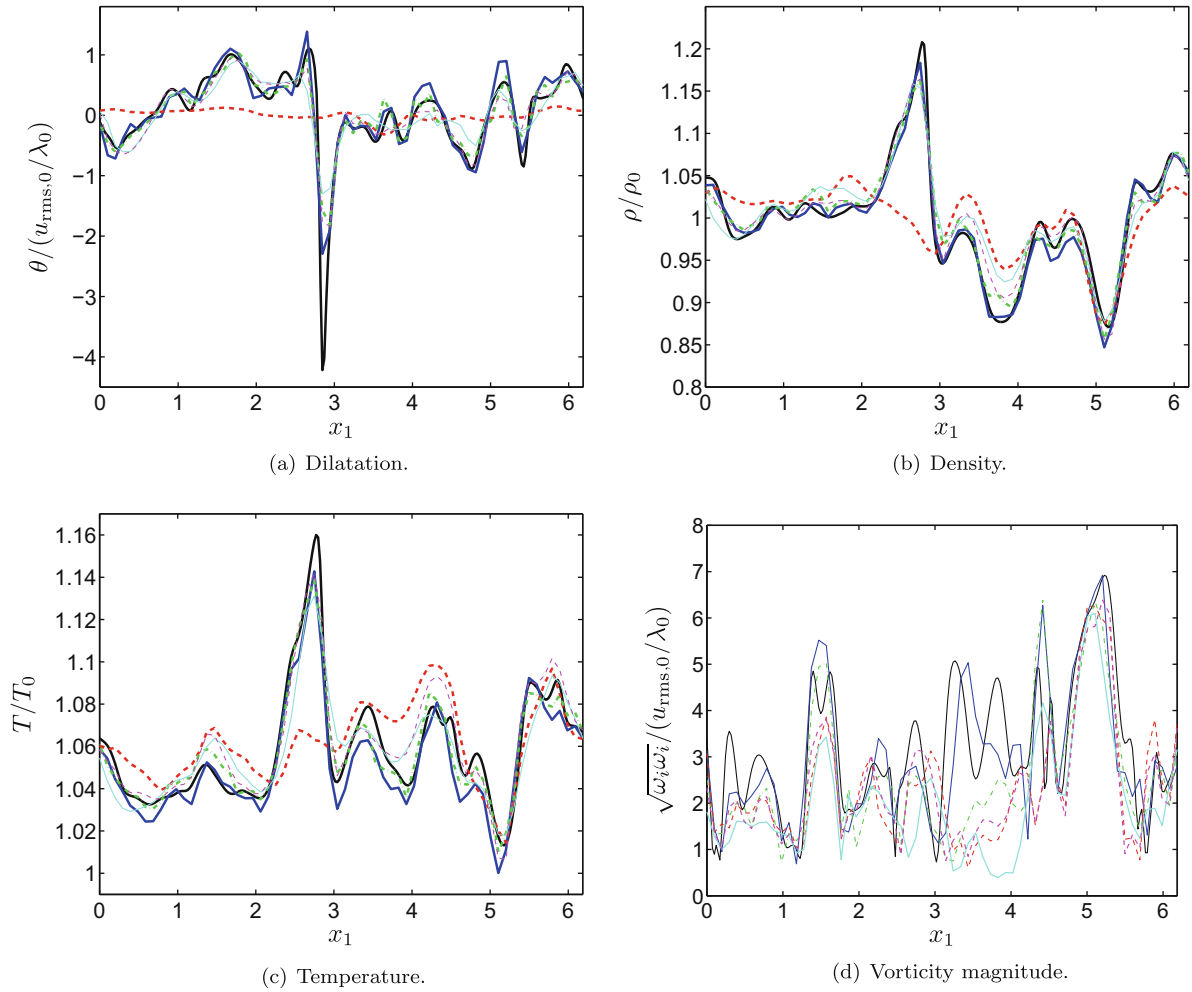 1
0
−1
−2
−3
−4
θ/(u_rms,0/λ_0)
0 1 2 3 4 5 6
x_1
(a) Dilatation.
1.2
1.15
1.1
1.05
1
0.95
0.9
0.85
0.8
ρ/ρ_0
0 1 2 3 4 5 6
x_1
(b) Density.
1.16
1.14
1.12
1.1
1.08
1.06
1.04
1.02
1
T/T_0
0 1 2 3 4 5 6
x_1
(c) Temperature.
8
7
6
5
4
3
2
1
0
√ω_iω_i/(u_rms,0/λ_0)
0 1 2 3 4 5 6
x_1
(d) Vorticity magnitude.